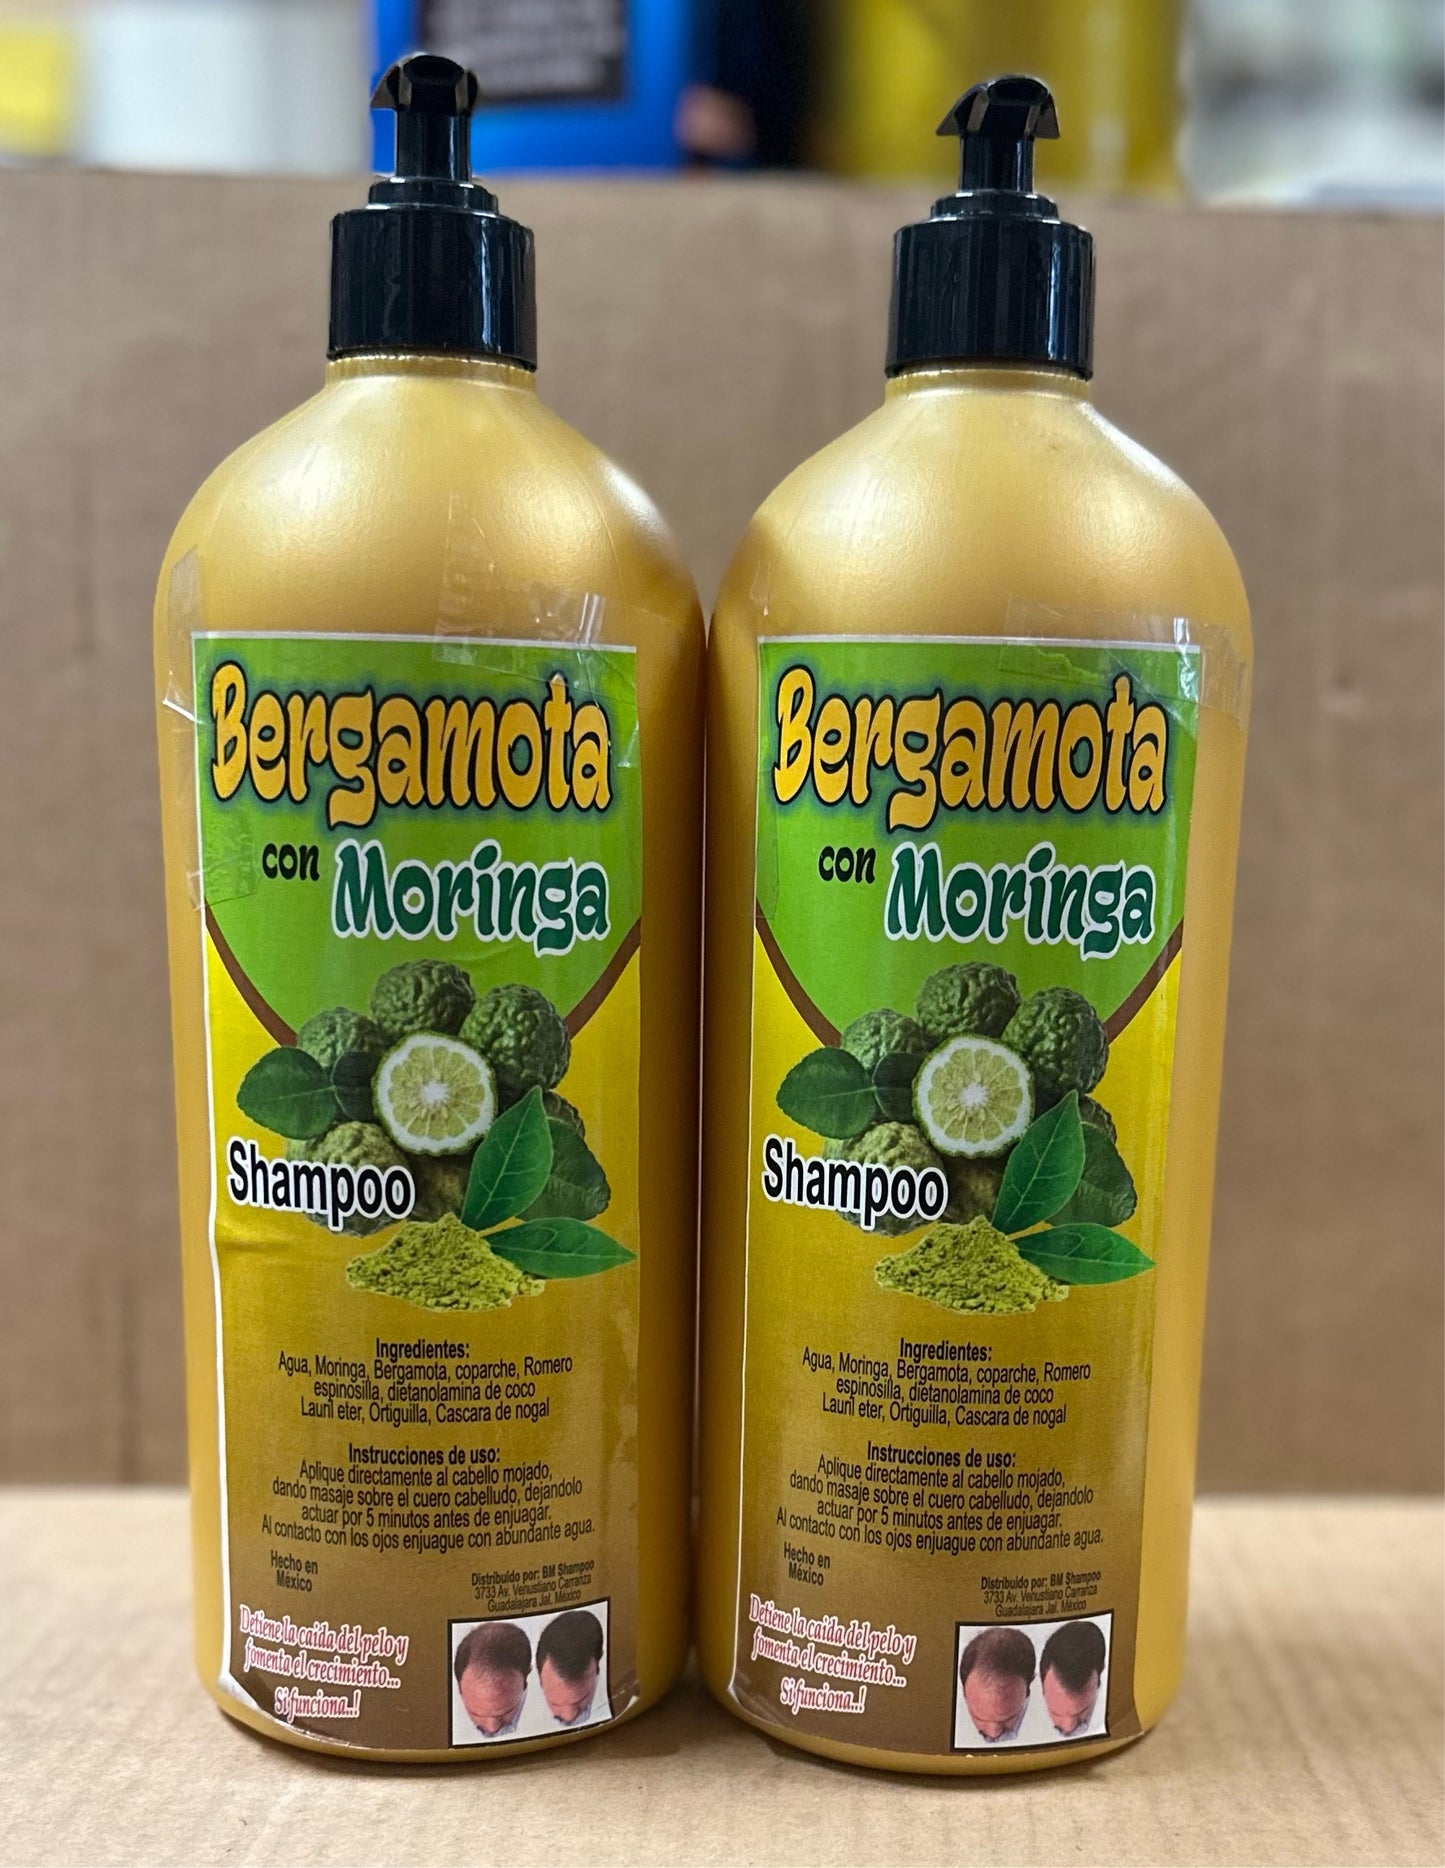 Bergamota
con Moringa
Shampoo
Ingredientes:
Agua, Moringa, Bergamota, coparche, Romero
espinosilla, dietanolamina de coco
Lauril eter, Ortiguilla, Cascara de nogal
Instrucciones de uso:
Aplique directamente al cabello mojado,
dando masaje sobre el cuero cabelludo, dejandolo
actuar por 5 minutos antes de enjuagar.
Al contacto con los ojos enjuague con abundante agua.
Hecho en
México
Distribuido por: BM Shampoo
3733 Av. Venustiano Carranza
Guadalajara Jal. México
Detiene la caida del pelo y
fomenta el crecimiento...
Si funciona..!
Bergamota
con Moringa
Shampoo
Ingredientes:
Agua, Moringa, Bergamota, coparche, Romero
espinosilla, dietanolamina de coco
Lauril eter, Ortiguilla, Cascara de nogal
Instrucciones de uso:
Aplique directamente al cabello mojado,
dando masaje sobre el cuero cabelludo, dejandolo
actuar por 5 minutos antes de enjuagar.
Al contacto con los ojos enjuague con abundante agua.
Hecho en
México
Distribuido por: BM Shampoo
3733 Av. Venustiano Carranza
Guadalajara Jal. México
Detiene la caida del pelo y
fomenta el crecimiento...
Si funciona..!